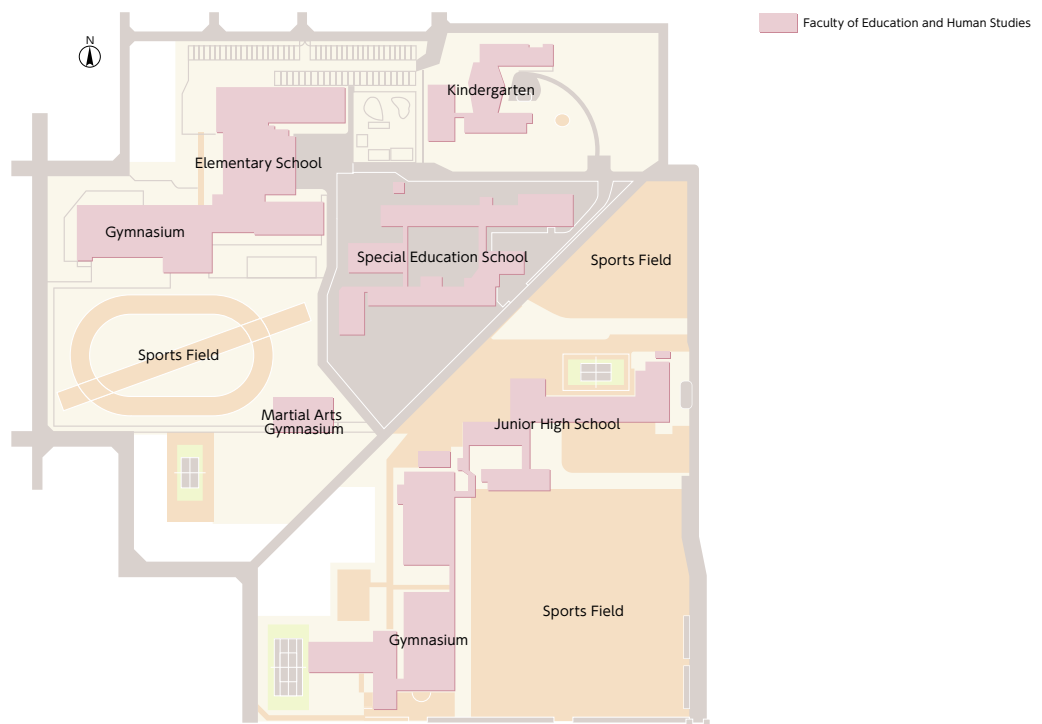 Faculty of Education and Human Studies
N
Kindergarten
Elementary School
Gymnasium
Special Education School
Sports Field
Sports Field
Martial Arts
Gymnasium
Junior High School
Sports Field
Gymnasium